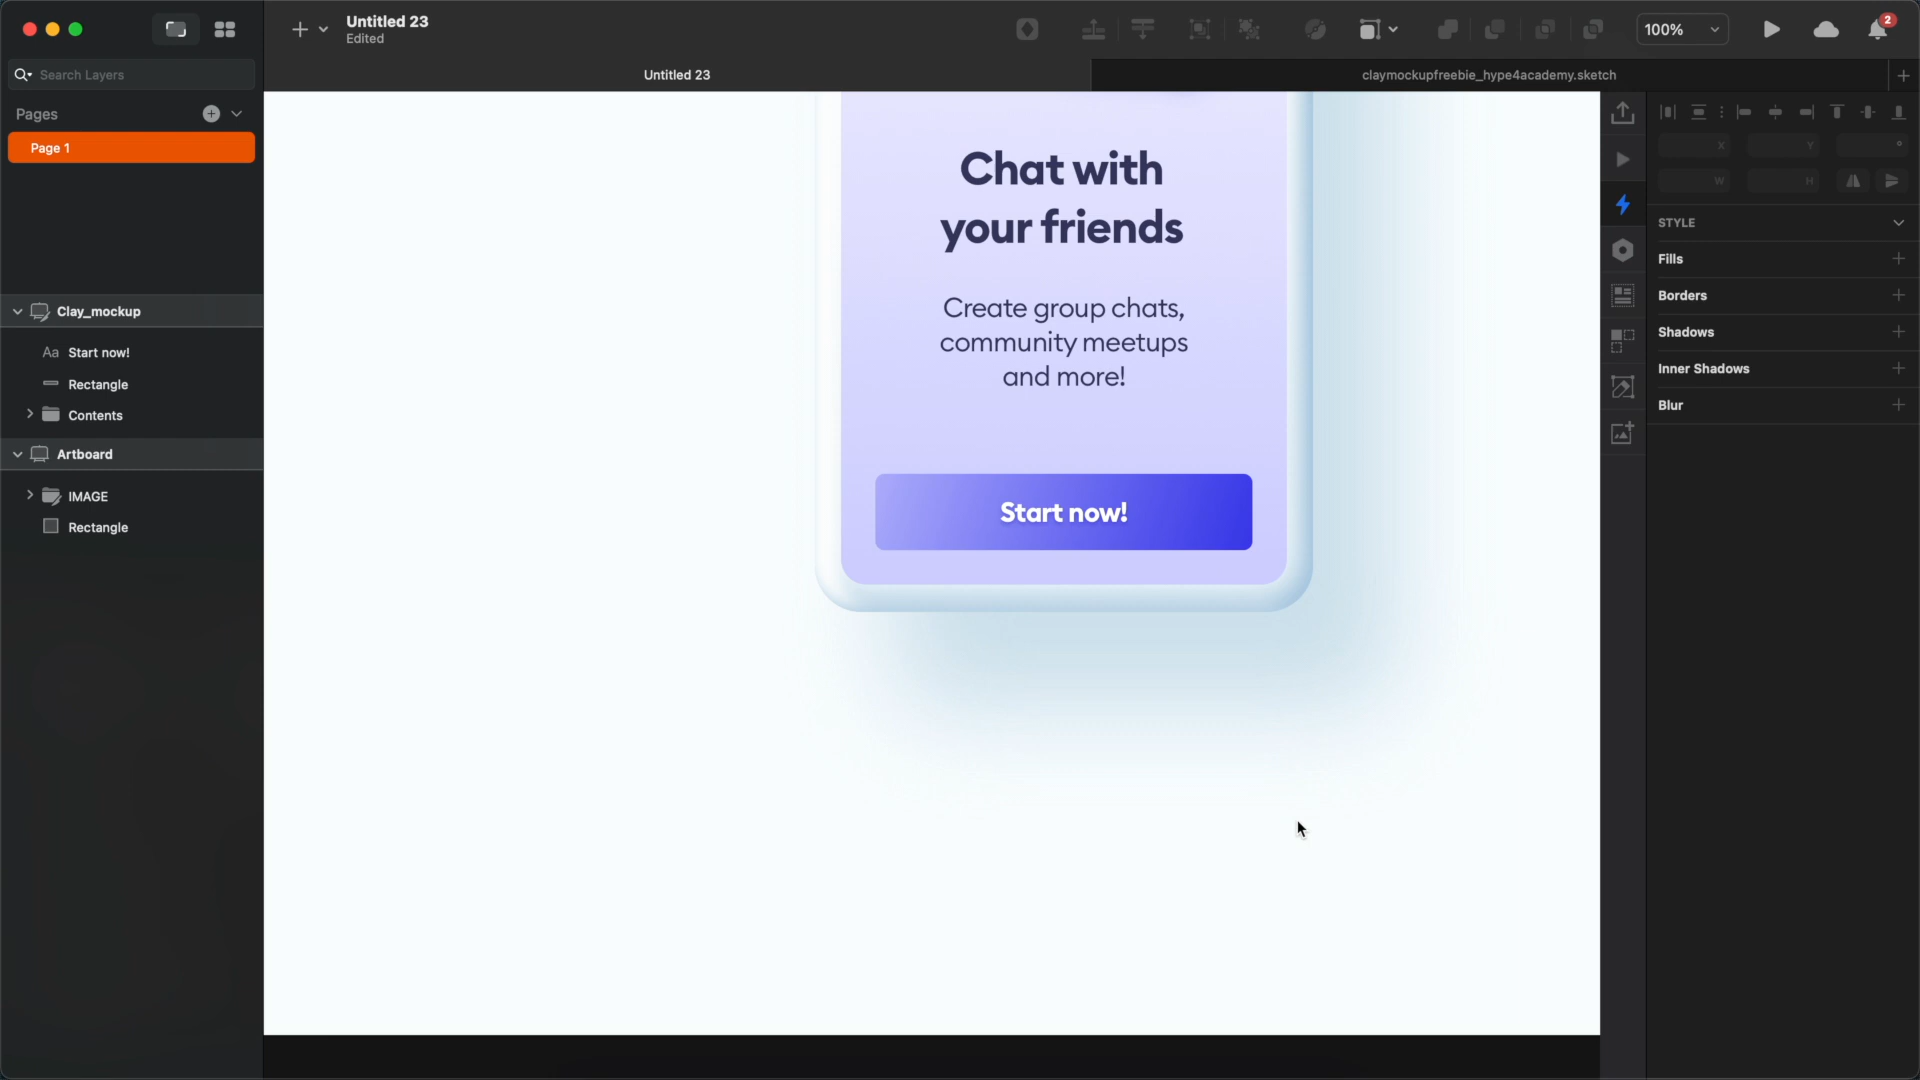 Untitled 23
Edited
100%
2
Search Layers
Untitled 23
claymockupfreebie_hype4academy.sketch
Pages
Page 1
X
Y
°
W
H
STYLE
Fills
Borders
Shadows
Inner Shadows
Blur
Clay_mockup
Aa Start now!
Rectangle
Contents
Artboard
IMAGE
Rectangle
Chat with
your friends
Create group chats,
community meetups
and more!
Start now!